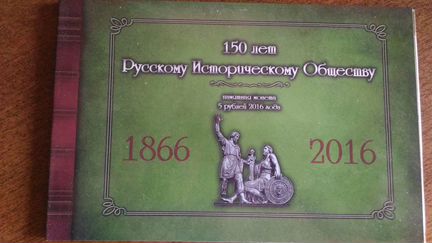 150 лет
Русскому Историческому Обществу
памятная монета
5 рублей 2016 года
1866
2016